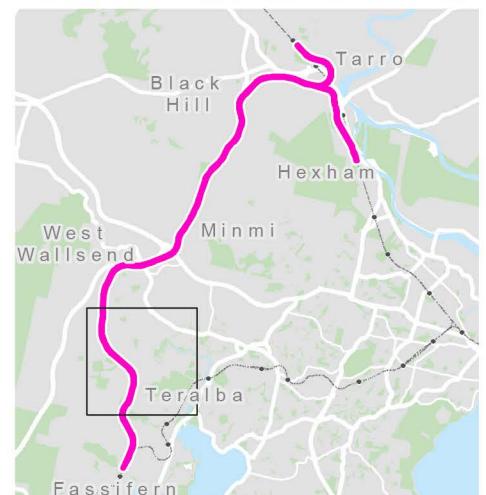 Tarro
Black
Hill
Hexham
West
Wallsend
Minmi
Teralba
Fassifern